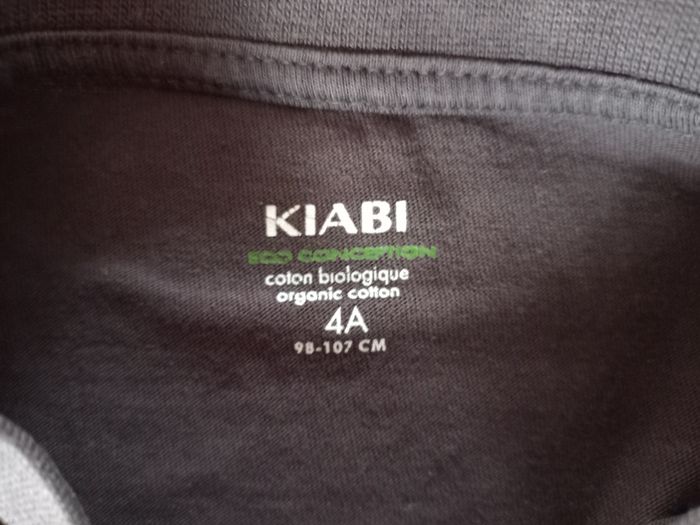 KIABI
ECO CONCEPTION
coton biologique
organic cotton
4A
98-107 CM